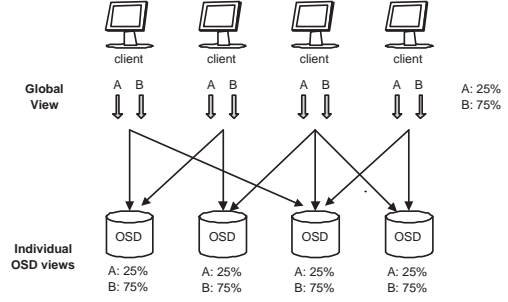 client client client client
Global View
A B A B A B A B
A: 25%
B: 75%
OSD OSD OSD OSD
Individual OSD views
A: 25% A: 25% A: 25% A: 25%
B: 75% B: 75% B: 75% B: 75%